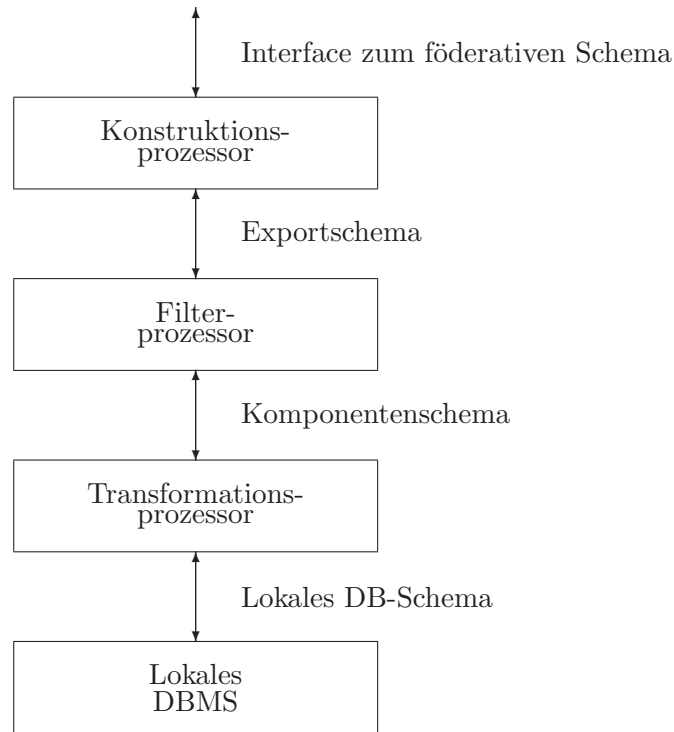 Interface zum föderativen Schema
Konstruktions-
prozessor
Exportschema
Filter-
prozessor
Komponentenschema
Transformations-
prozessor
Lokales DB-Schema
Lokales
DBMS